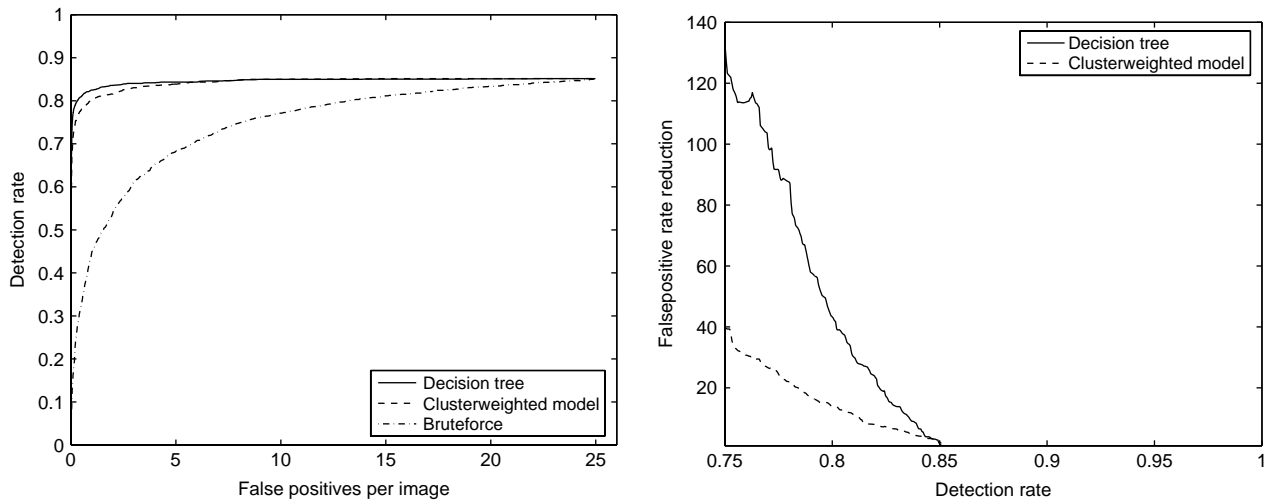 1
0.9
0.8
0.7
0.6
0.5
0.4
0.3
0.2
0.1
0
Detection rate
Decision tree
Clusterweighted model
Bruteforce
0 5 10 15 20 25
False positives per image
140
120
100
80
60
40
20
Falsepositive rate reduction
Decision tree
Clusterweighted model
0.75 0.8 0.85 0.9 0.95 1
Detection rate